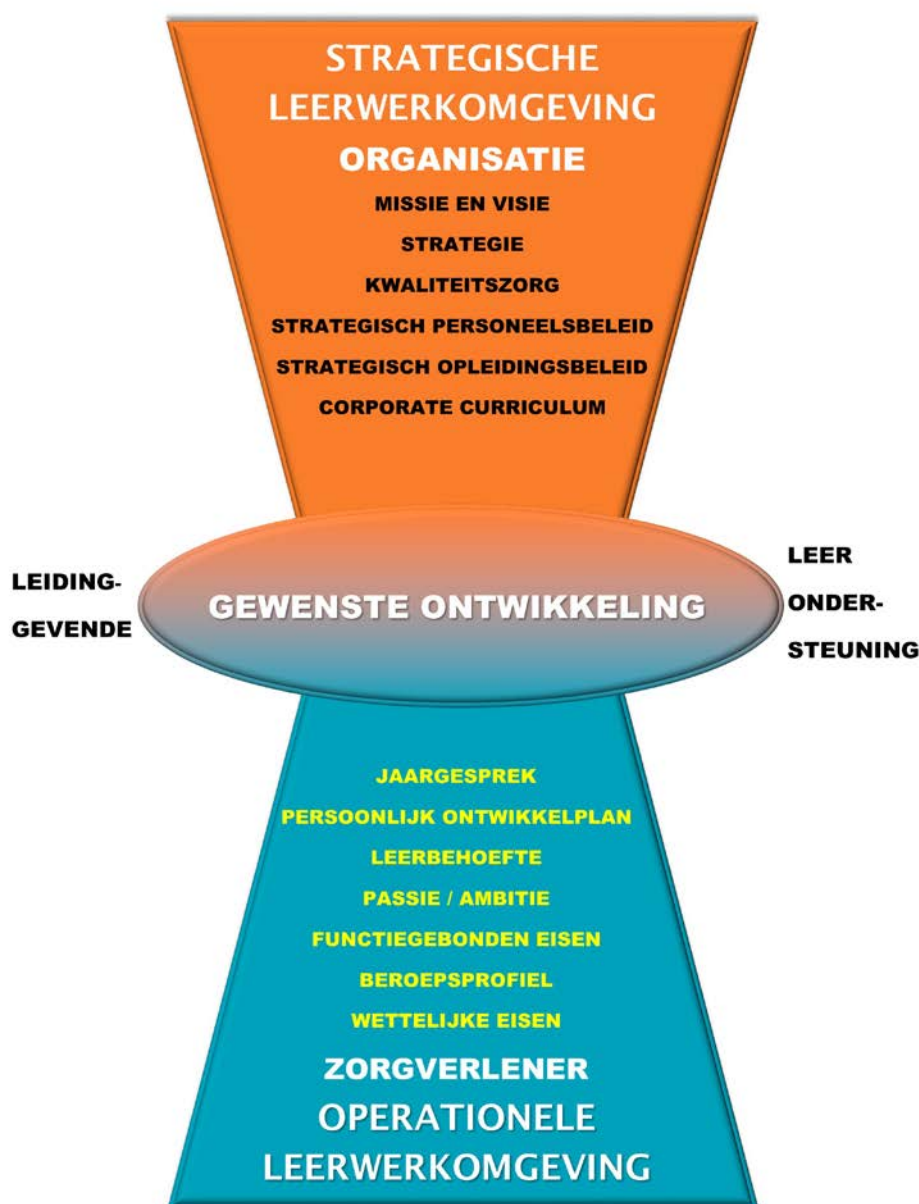 STRATEGISCHE
LEERWERKOMGEVING
ORGANISATIE
MISSIE EN VISIE
STRATEGIE
KWALITEITSZORG
STRATEGISCH PERSONEELSBELEID
STRATEGISCH OPLEIDINGSBELEID
CORPORATE CURRICULUM
LEIDING-
GEVENDE
GEWENSTE ONTWIKKELING
LEER
ONDER-
STEUNING
JAARGESPREK
PERSOONLIJK ONTWIKKELPLAN
LEERBEHOEFTE
PASSIE / AMBITIE
FUNCTIEGEBONDEN EISEN
BEROEPSPROFIEL
WETTELIJKE EISEN
ZORGVERLENER
OPERATIONELE
LEERWERKOMGEVING